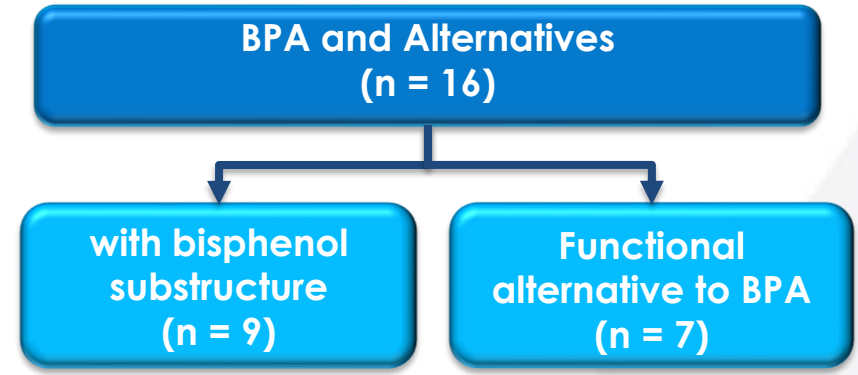 BPA and Alternatives
(n = 16)
with bisphenol
substructure
(n = 9)
Functional
alternative to BPA
(n = 7)